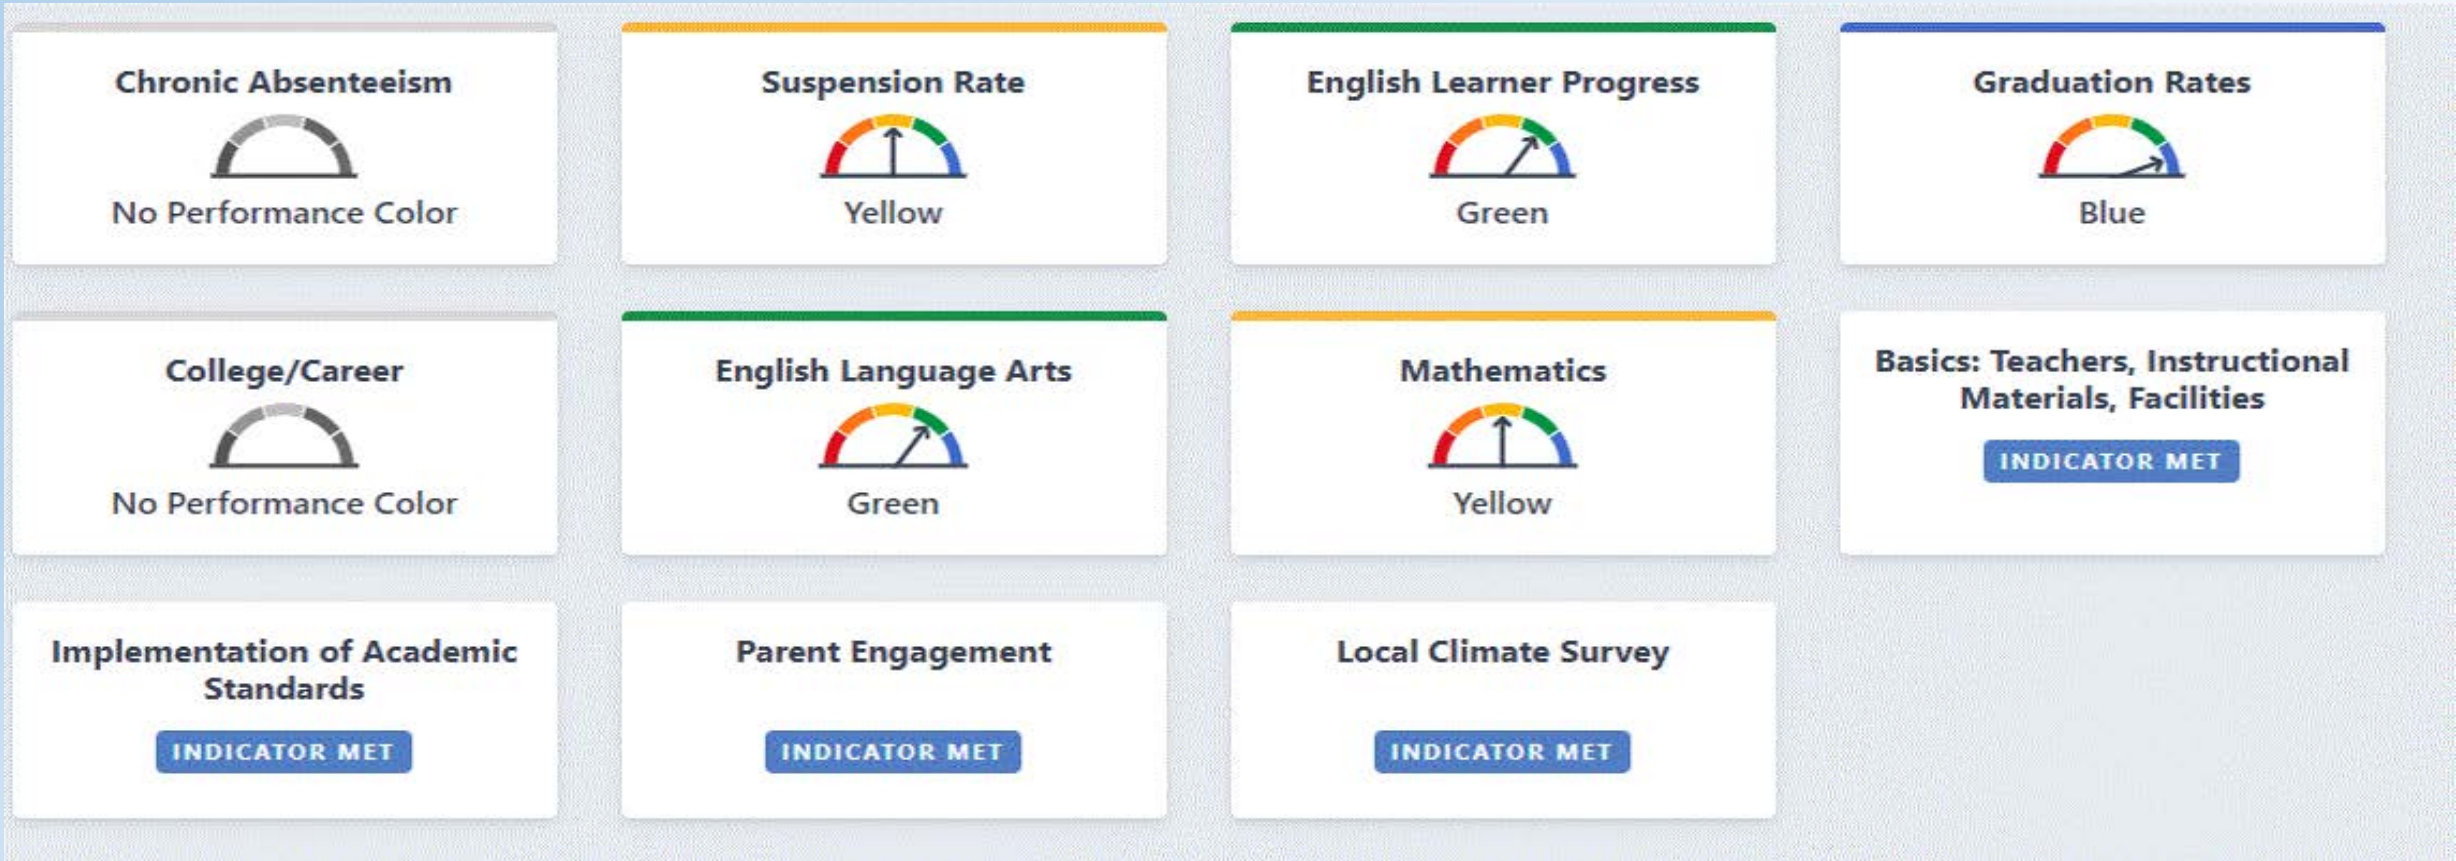 Chronic Absenteeism
No Performance Color
Suspension Rate
Yellow
English Learner Progress
Green
Graduation Rates
Blue
College/Career
No Performance Color
English Language Arts
Green
Mathematics
Yellow
Basics: Teachers, Instructional
Materials, Facilities
INDICATOR MET
Implementation of Academic
Standards
INDICATOR MET
Parent Engagement
INDICATOR MET
Local Climate Survey
INDICATOR MET